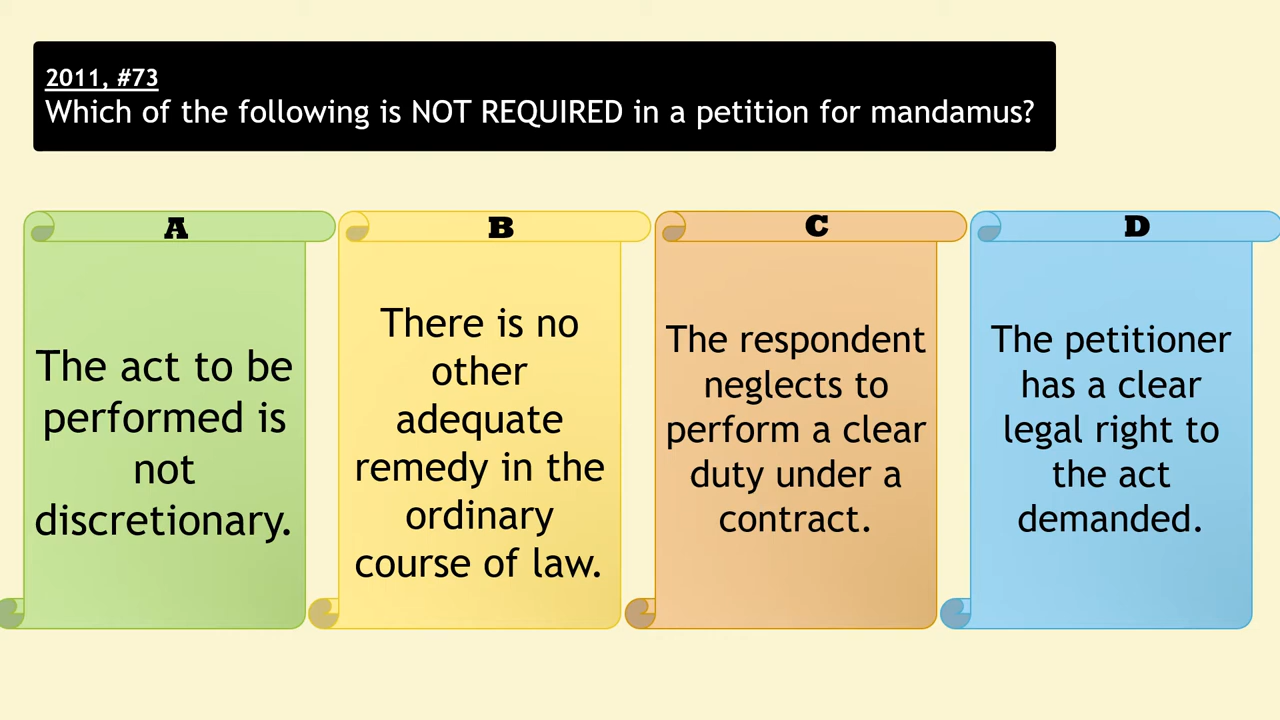 2011, #73
Which of the following is NOT REQUIRED in a petition for mandamus?
A
The act to be
performed is
not
discretionary.
B
There is no
other
adequate
remedy in the
ordinary
course of law.
C
The respondent
neglects to
perform a clear
duty under a
contract.
D
The petitioner
has a clear
legal right to
the act
demanded.